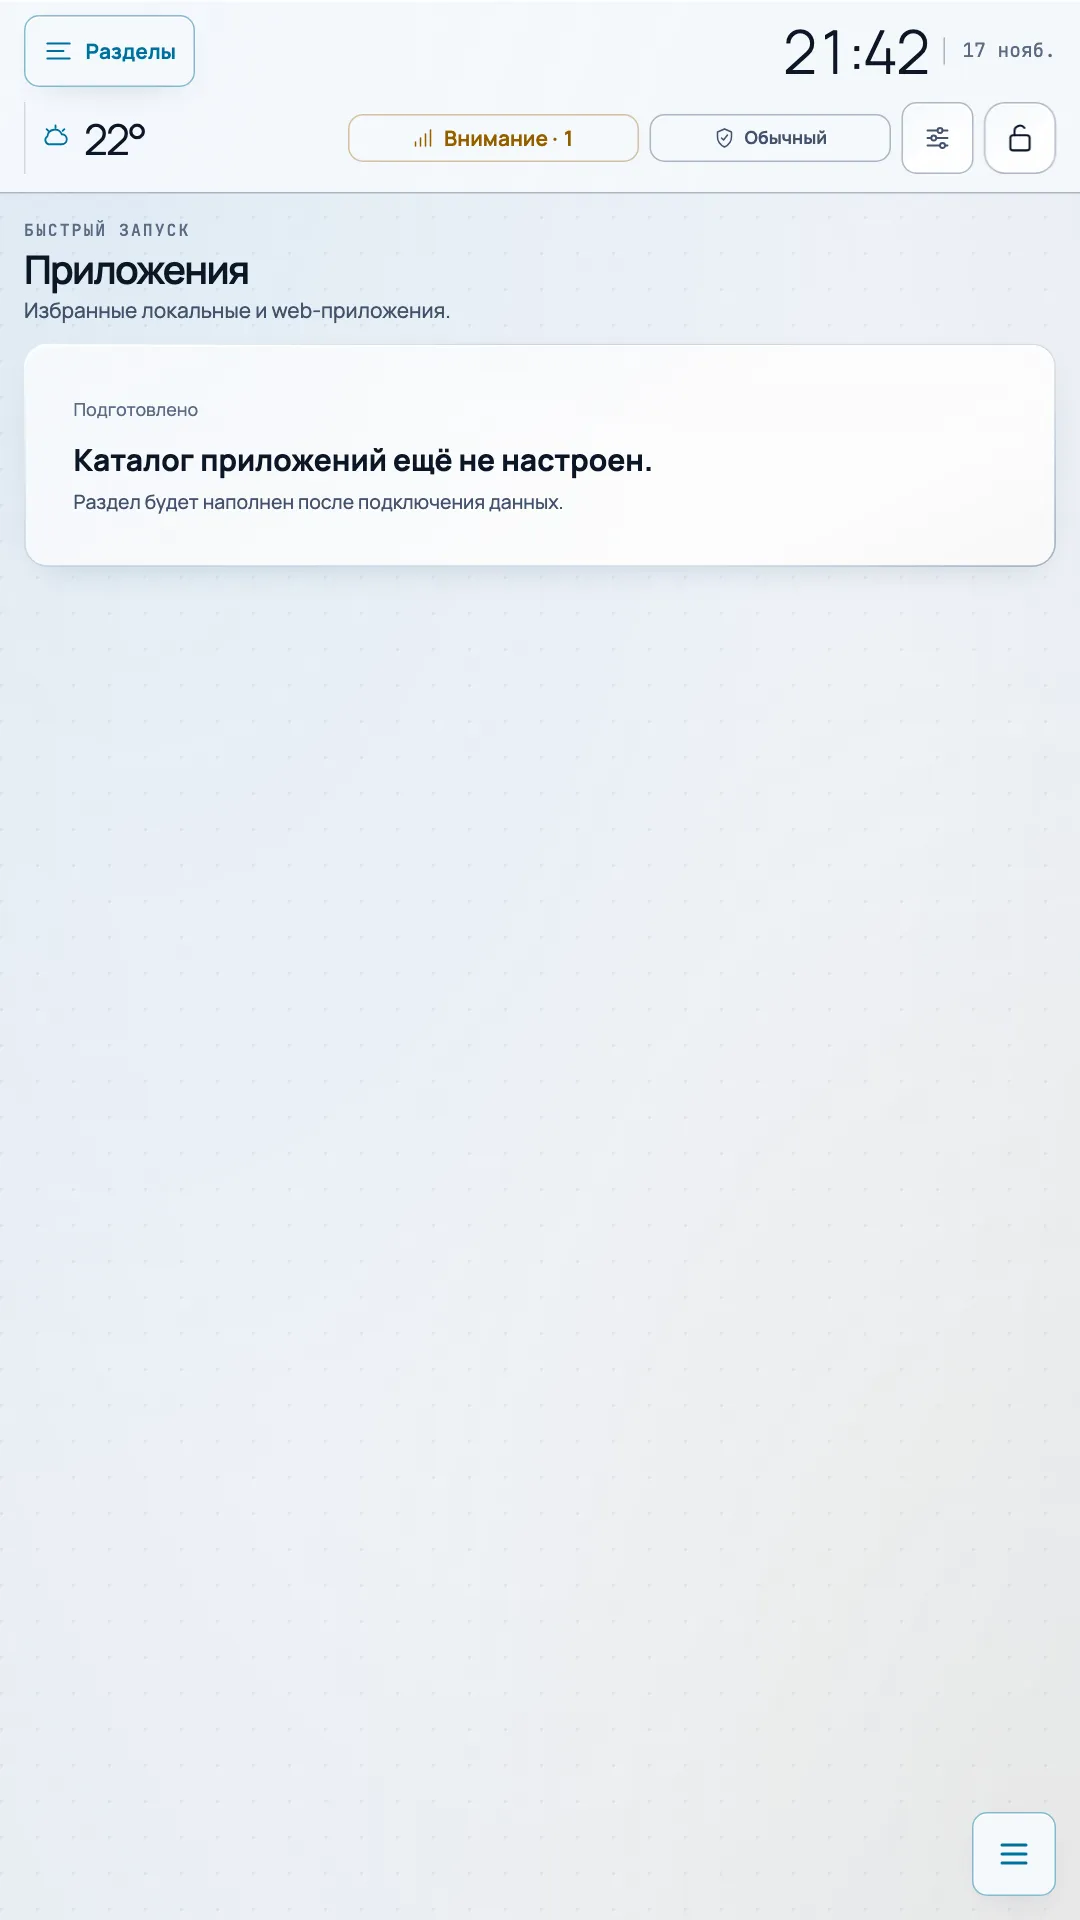 Разделы
21:42
17 нояб.
22°
Внимание · 1
Обычный
БЫСТРЫЙ ЗАПУСК
Приложения
Избранные локальные и web-приложения.
Подготовлено
Каталог приложений ещё не настроен.
Раздел будет наполнен после подключения данных.